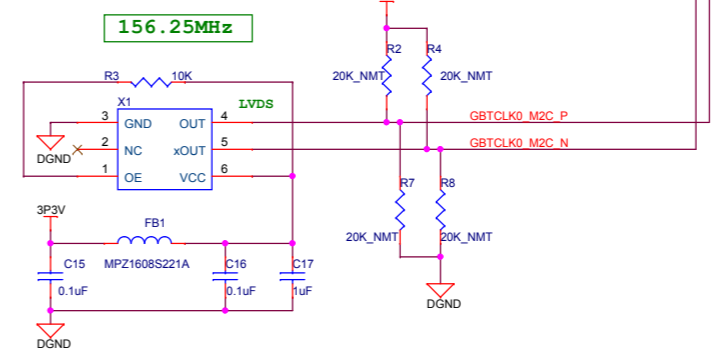 156.25MHz
R2
R4
20K_NMT
20K_NMT
R3
10K
X1
LVDS
3
GND
OUT
4
GBTCLK0_M2C_P
2
NC
xOUT
5
GBTCLK0_M2C_N
DGND
1
OE
VCC
6
R7
R8
3P3V
FB1
20K_NMT
20K_NMT
C15
MPZ1608S221A
C16
C17
0.1uF
0.1uF
1uF
DGND
DGND